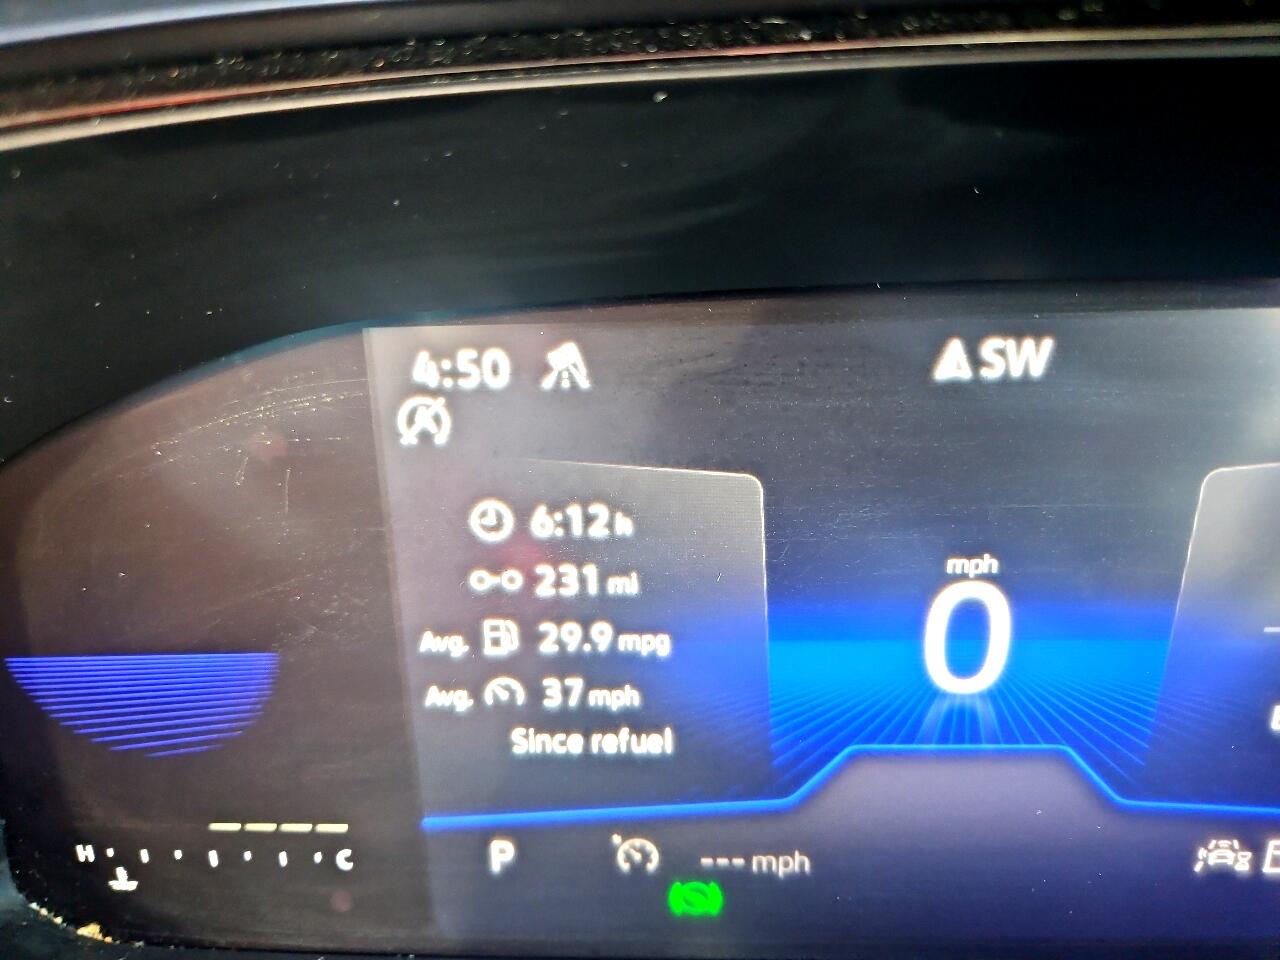 4:50
SW
6:12 h
231 mi
Avg. 29.9 mpg
Avg. 37 mph
Since refuel
mph
0
H C
P --- mph